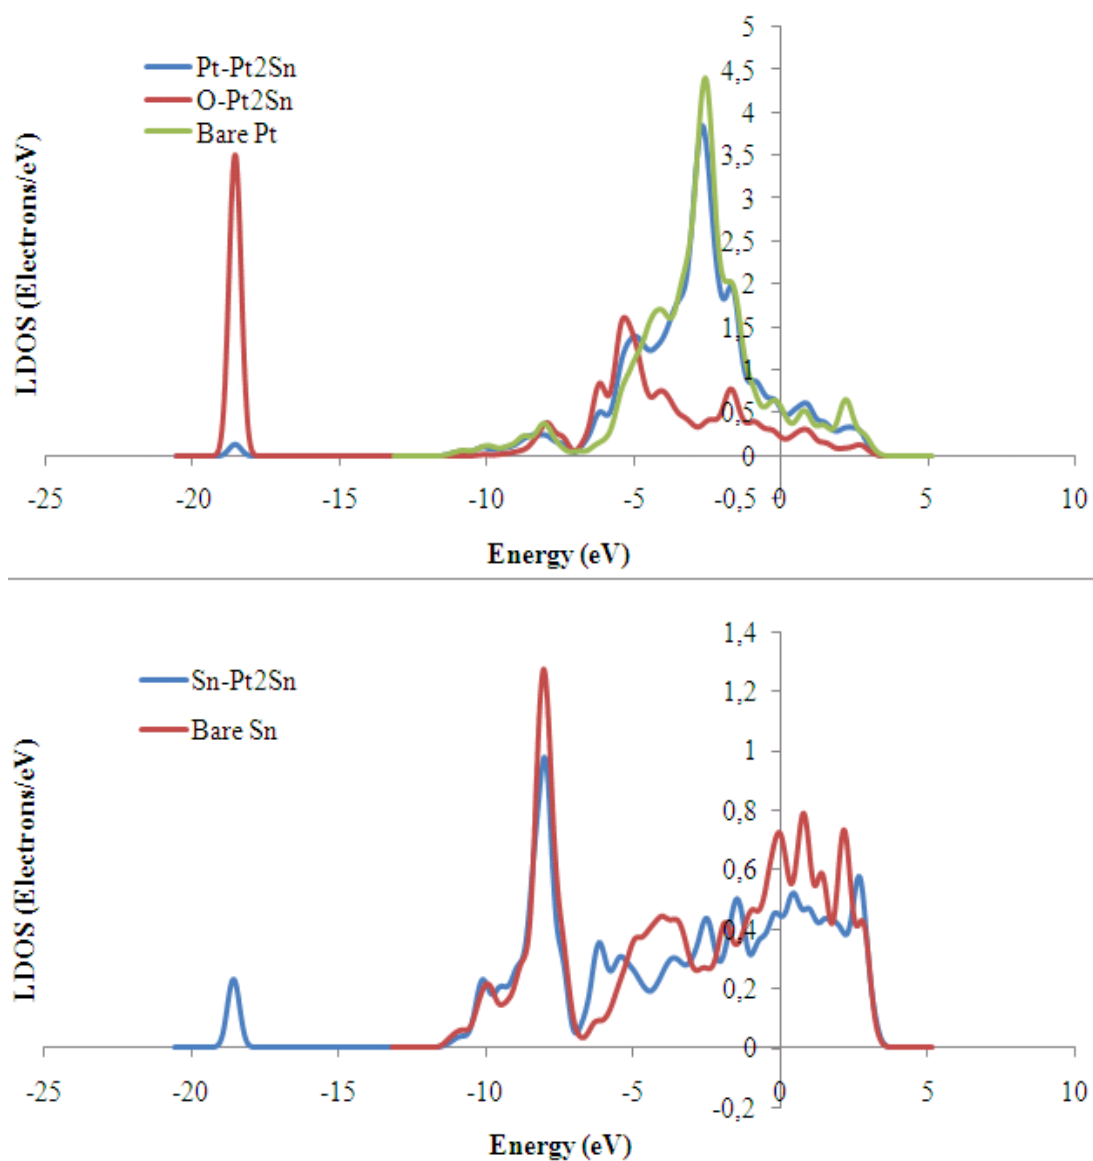 Pt-Pt2Sn
O-Pt2Sn
Bare Pt
LDOS (Electrons/eV)
5
4,5
4
3,5
3
2,5
2
1,5
1
0,5
0
-0,5
-25 -20 -15 -10 -5 0 5 10
Energy (eV)
Sn-Pt2Sn
Bare Sn
LDOS (Electrons/eV)
1,4
1,2
1
0,8
0,6
0,4
0,2
0
-0,2
-25 -20 -15 -10 -5 0 5 10
Energy (eV)